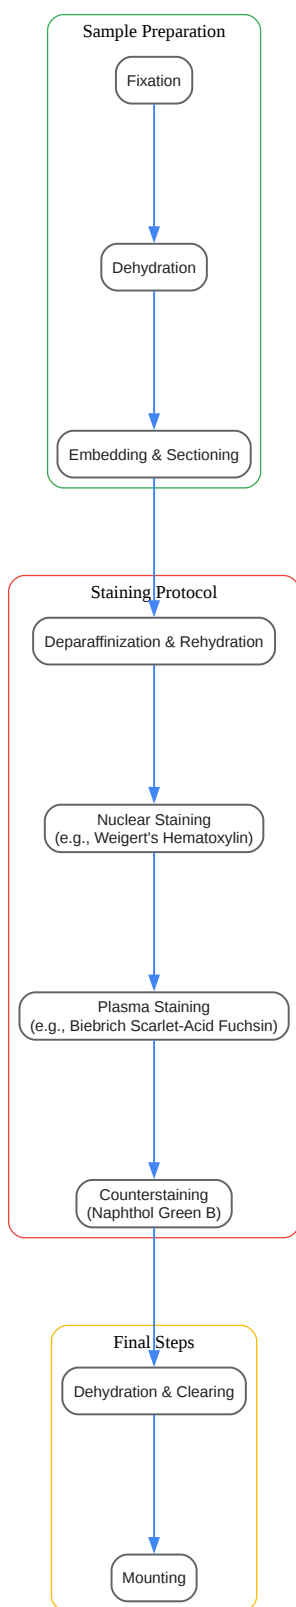 Sample Preparation
Fixation
Dehydration
Embedding & Sectioning
Staining Protocol
Deparaffinization & Rehydration
Nuclear Staining
(e.g., Weigert's Hematoxylin)
Plasma Staining
(e.g., Biebrich Scarlet-Acid Fuchsin)
Counterstaining
(Naphthol Green B)
Final Steps
Dehydration & Clearing
Mounting